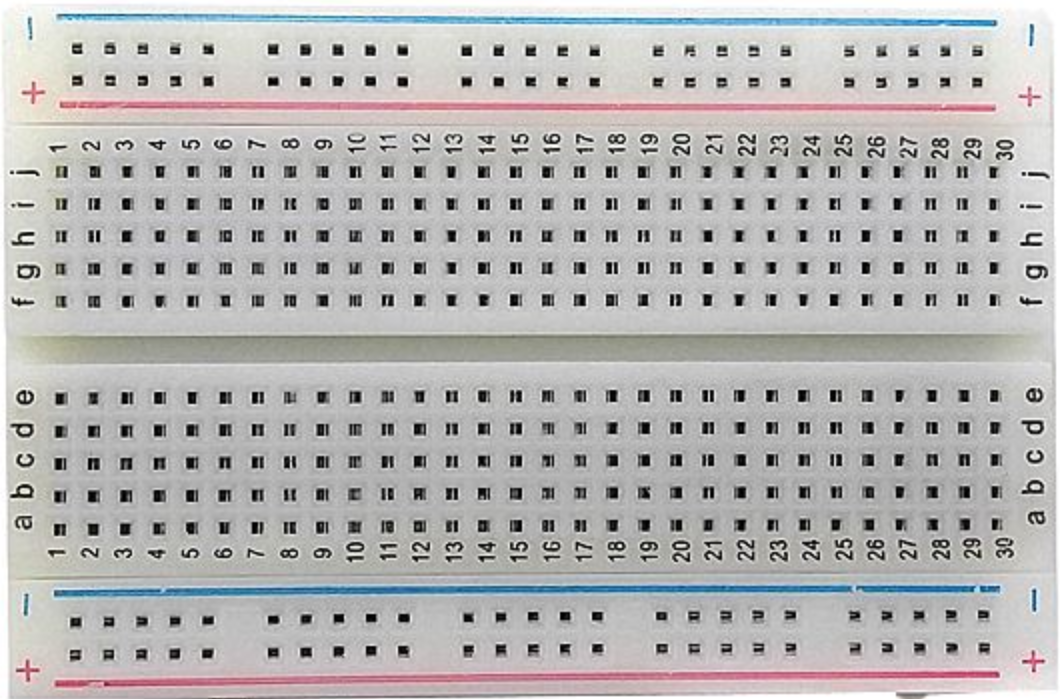 − −
+ +
1 2 3 4 5 6 7 8 9 10 11 12 13 14 15 16 17 18 19 20 21 22 23 24 25 26 27 28 29 30
j j
i i
h h
g g
f f
e e
d d
c c
b b
a a
1 2 3 4 5 6 7 8 9 10 11 12 13 14 15 16 17 18 19 20 21 22 23 24 25 26 27 28 29 30
− −
+ +